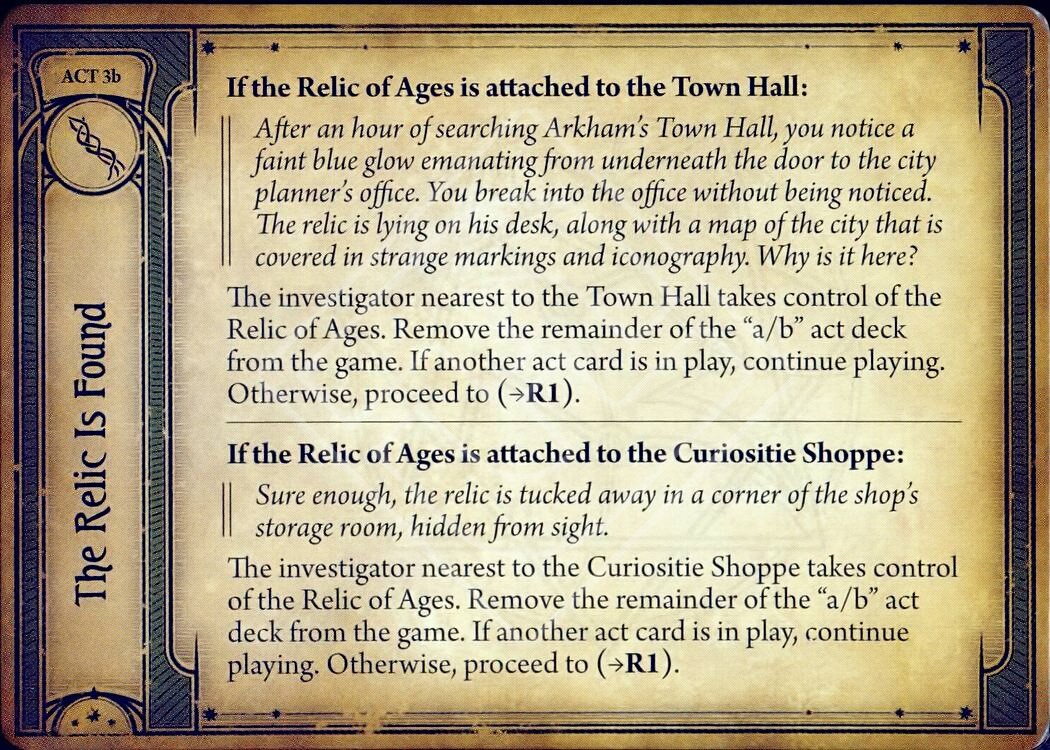 ACT 3b
The Relic Is Found
If the Relic of Ages is attached to the Town Hall:
After an hour of searching Arkham's Town Hall, you notice a
faint blue glow emanating from underneath the door to the city
planner's office. You break into the office without being noticed.
The relic is lying on his desk, along with a map of the city that is
covered in strange markings and iconography. Why is it here?
The investigator nearest to the Town Hall takes control of the
Relic of Ages. Remove the remainder of the “a/b” act deck
from the game. If another act card is in play, continue playing.
Otherwise, proceed to (→R1).
If the Relic of Ages is attached to the Curiositie Shoppe:
Sure enough, the relic is tucked away in a corner of the shop's
storage room, hidden from sight.
The investigator nearest to the Curiositie Shoppe takes control
of the Relic of Ages. Remove the remainder of the “a/b” act
deck from the game. If another act card is in play, continue
playing. Otherwise, proceed to (→R1).